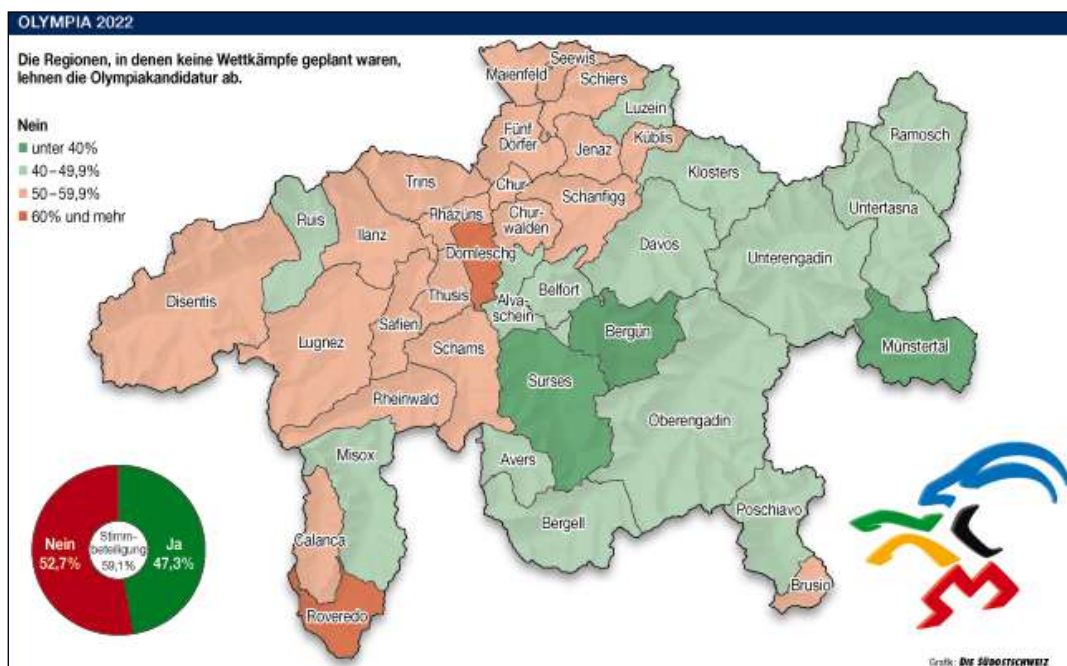 OLYMPIA 2022
Die Regionen, in denen keine Wettkämpfe geplant waren,
lehnen die Olympiakandidatur ab.
Nein
unter 40%
40–49,9%
50–59,9%
60% und mehr
Seewis
Maienfeld
Schiers
Luzein
Fünf
Dörfer
Jenaz
Küblis
Ramosch
Klosters
Trins
Chur
Schanfigg
Rhäzüns
Chur-
walden
Untertasna
Ruis
Ilanz
Domleschg
Davos
Unterengadin
Disentis
Thusis
Alva-
schein
Belfort
Safien
Bergün
Lugnez
Schams
Münstertal
Surses
Rheinwald
Oberengadin
Misox
Avers
Bergell
Poschiavo
Calanca
Brusio
Roveredo
Nein
52,7%
Stimm-
beteiligung
59,1%
Ja
47,3%
Grafik: DIE SÜDOSTSCHWEIZ